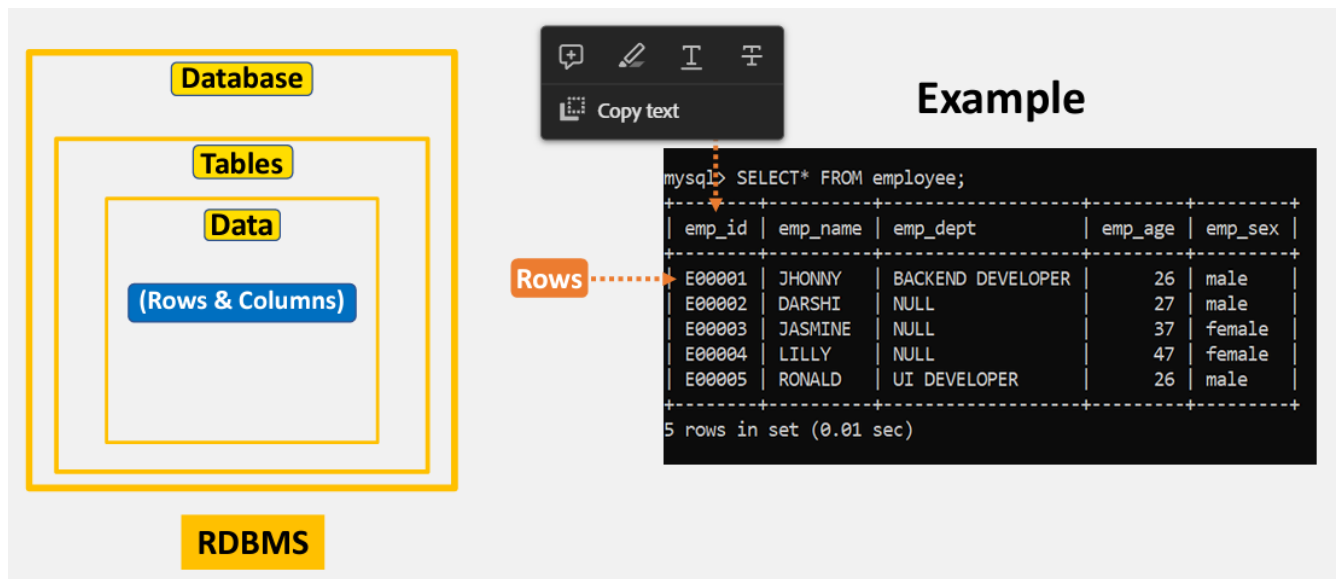 Database
Tables
Data
(Rows & Columns)
RDBMS
Copy text
Example
Rows
mysql> SELECT* FROM employee;
+--------+----------+-------------------+---------+---------+
| emp_id | emp_name | emp_dept | emp_age | emp_sex |
+--------+----------+-------------------+---------+---------+
| E00001 | JHONNY | BACKEND DEVELOPER | 26 | male |
| E00002 | DARSHI | NULL | 27 | male |
| E00003 | JASMINE | NULL | 37 | female |
| E00004 | LILLY | NULL | 47 | female |
| E00005 | RONALD | UI DEVELOPER | 26 | male |
+--------+----------+-------------------+---------+---------+
5 rows in set (0.01 sec)